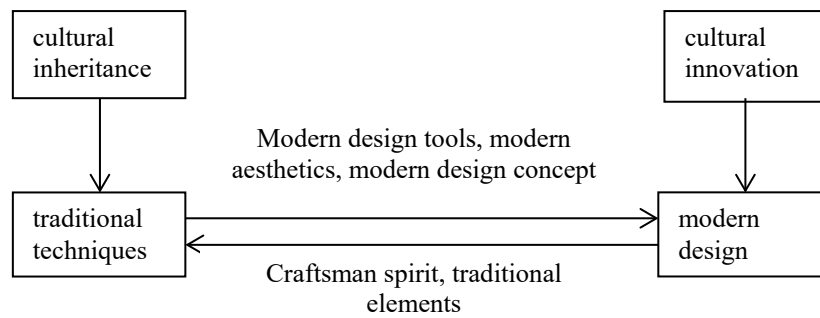 cultural
inheritance
cultural
innovation
Modern design tools, modern
aesthetics, modern design concept
traditional
techniques
modern
design
Craftsman spirit, traditional
elements